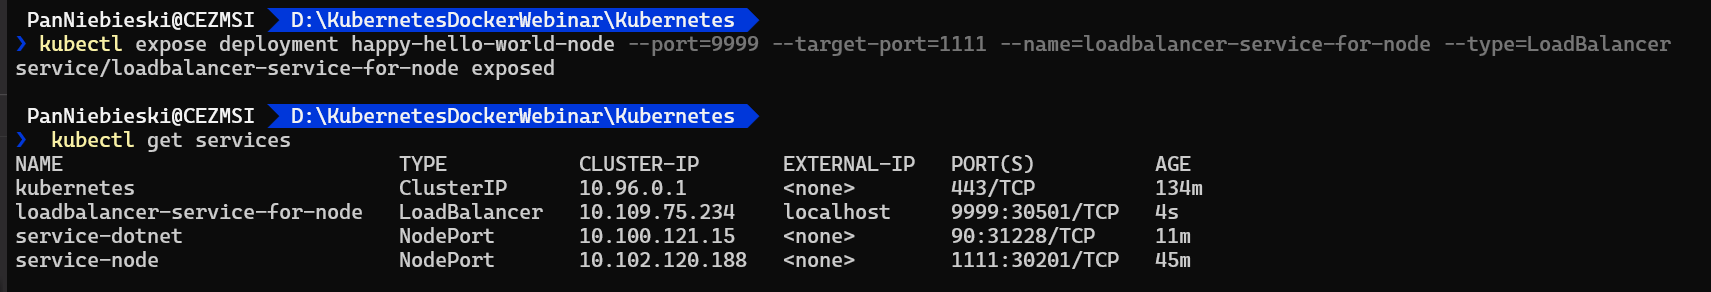 PanNiebieski@CEZMSI D:\KubernetesDockerWebinar\Kubernetes
❯ kubectl expose deployment happy-hello-world-node --port=9999 --target-port=1111 --name=loadbalancer-service-for-node --type=LoadBalancer
service/loadbalancer-service-for-node exposed
PanNiebieski@CEZMSI D:\KubernetesDockerWebinar\Kubernetes
❯ kubectl get services
NAME TYPE CLUSTER-IP EXTERNAL-IP PORT(S) AGE
kubernetes ClusterIP 10.96.0.1 <none> 443/TCP 134m
loadbalancer-service-for-node LoadBalancer 10.109.75.234 localhost 9999:30501/TCP 4s
service-dotnet NodePort 10.100.121.15 <none> 90:31228/TCP 11m
service-node NodePort 10.102.120.188 <none> 1111:30201/TCP 45m